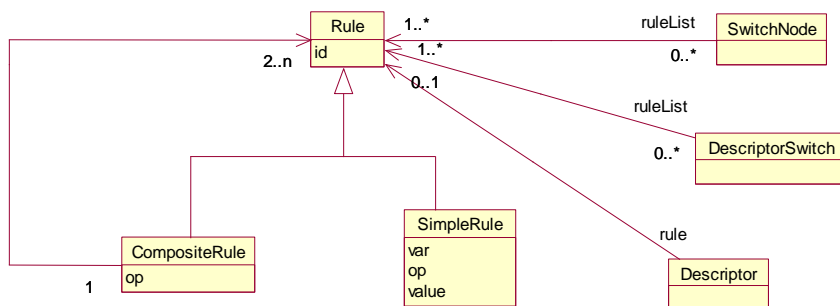 Rule
id
2..n
1..*
ruleList
0..*
SwitchNode
1..*
0..1
ruleList
0..*
DescriptorSwitch
CompositeRule
op
1
SimpleRule
var
op
value
rule
Descriptor